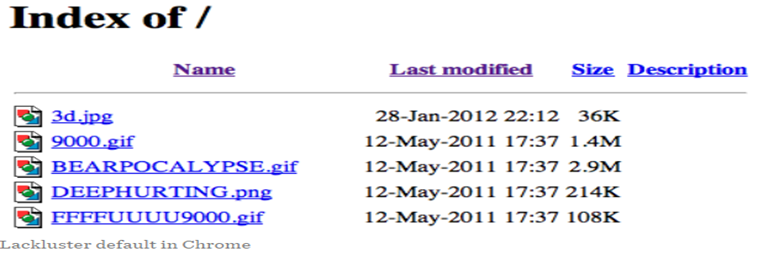 Index of /
Name Last modified Size Description
3d.jpg 28-Jan-2012 22:12 36K
9000.gif 12-May-2011 17:37 1.4M
BEARPOCALYPSE.gif 12-May-2011 17:37 2.9M
DEEPHURTING.png 12-May-2011 17:37 214K
FFFFUUUU9000.gif 12-May-2011 17:37 108K
Lackluster default in Chrome